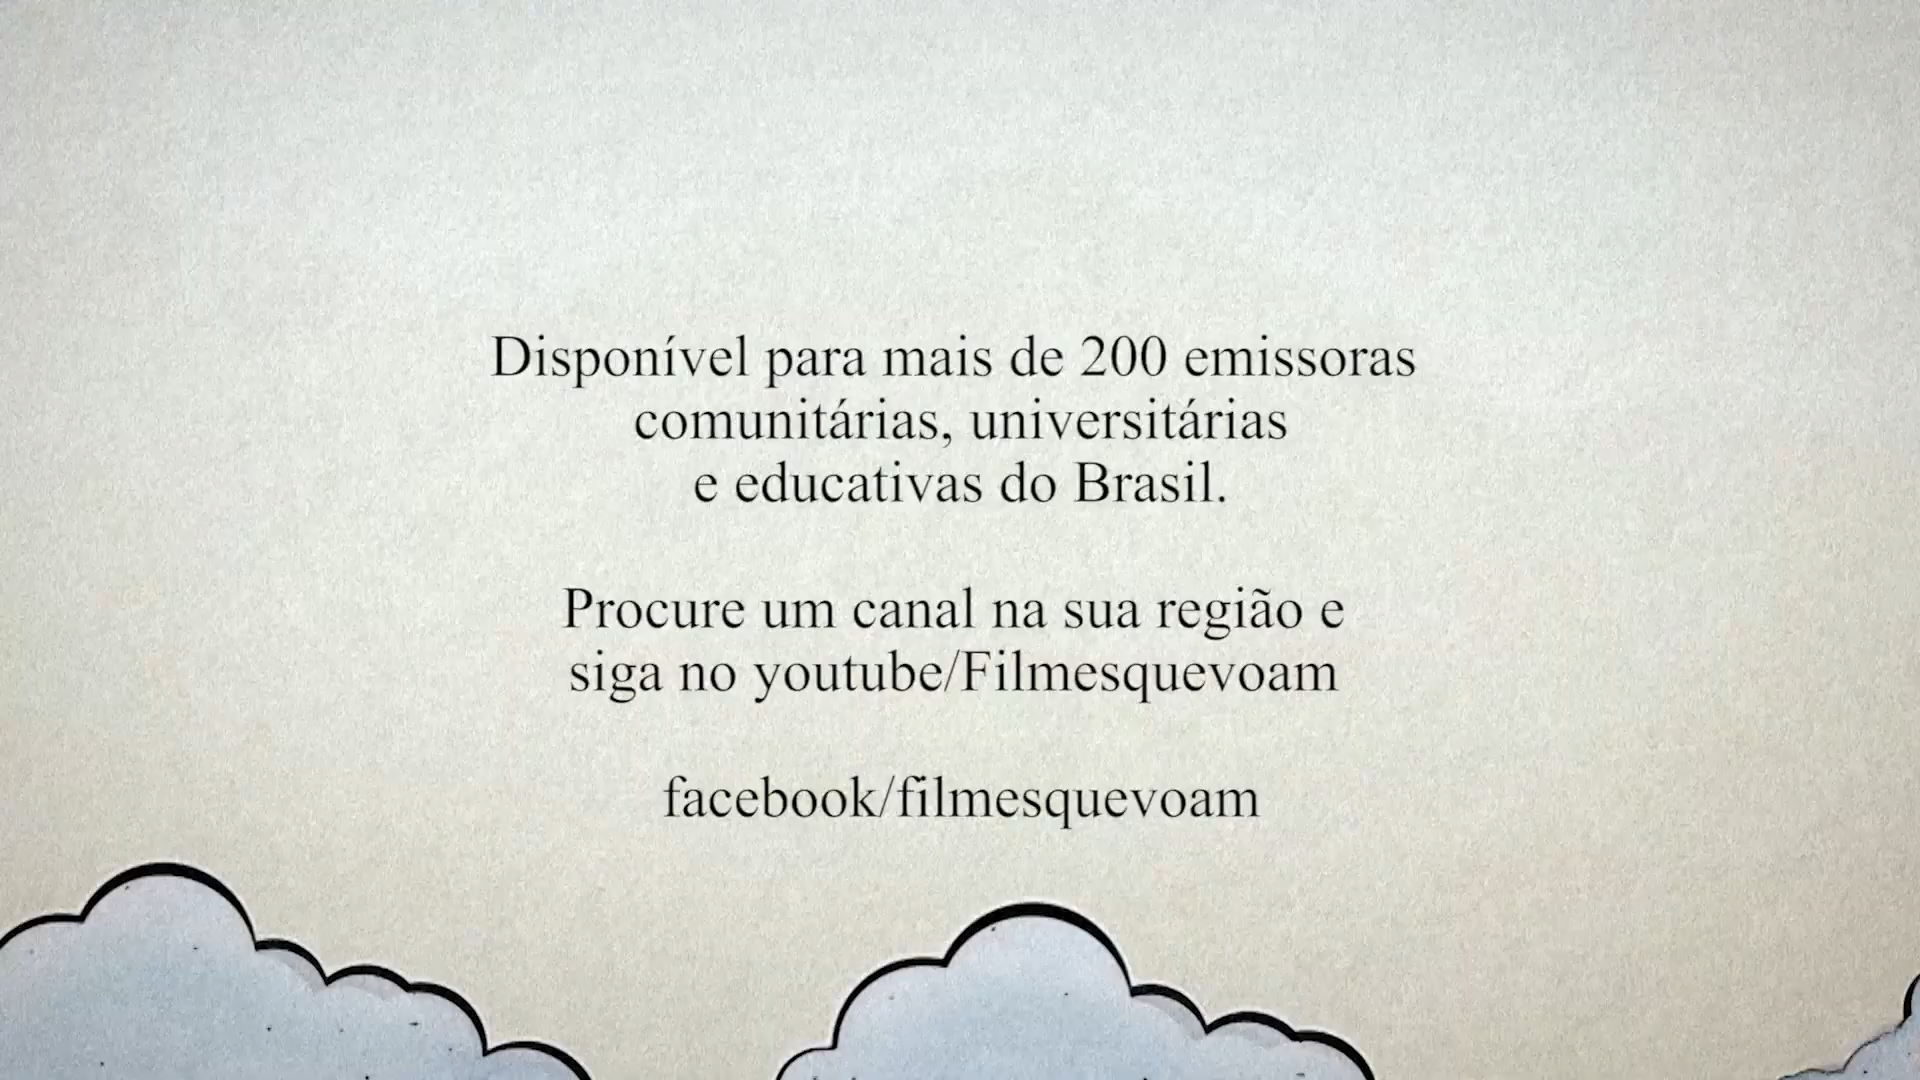 Disponível para mais de 200 emissoras
comunitárias, universitárias
e educativas do Brasil.
Procure um canal na sua região e
siga no youtube/Filmesquevoam
facebook/filmesquevoam